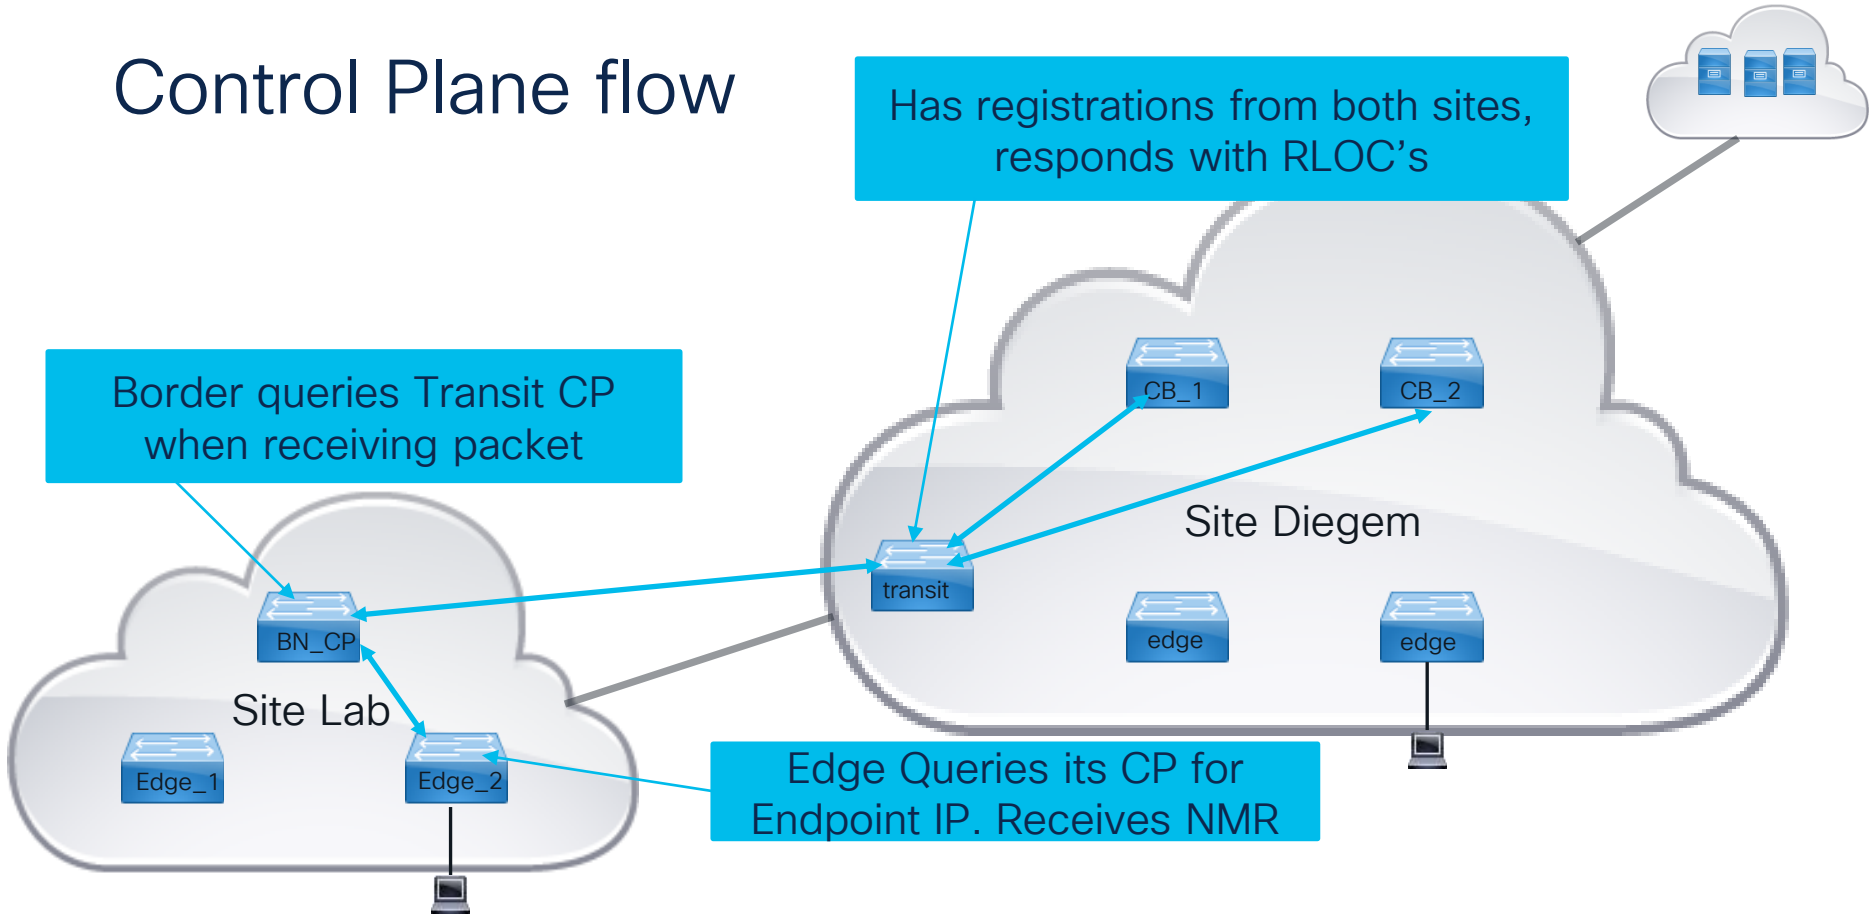 Control Plane flow
Has registrations from both sites,
responds with RLOC's
Border queries Transit CP
when receiving packet
CB_1
CB_2
Site Diegem
transit
BN_CP
edge
edge
Site Lab
Edge_1
Edge_2
Edge Queries its CP for
Endpoint IP. Receives NMR